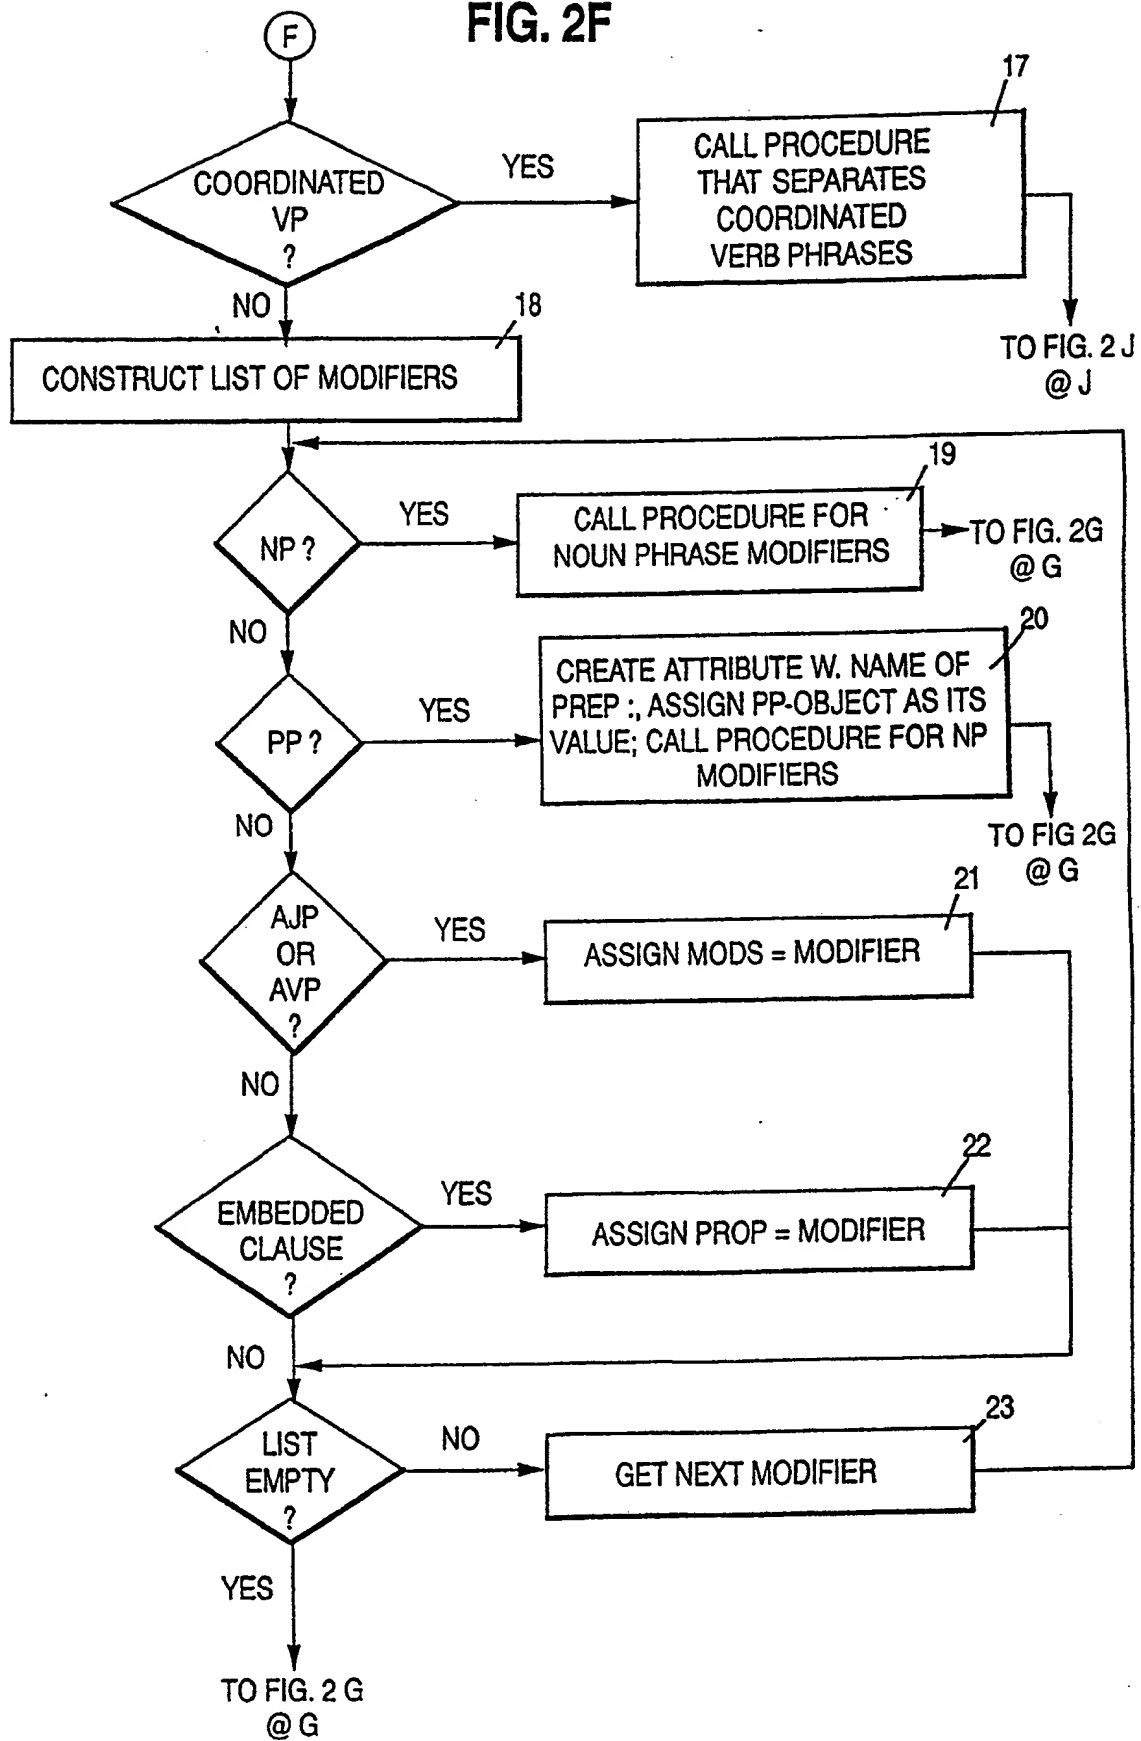 FIG. 2F
F
17
COORDINATED
VP
?
YES
CALL PROCEDURE
THAT SEPARATES
COORDINATED
VERB PHRASES
NO
TO FIG. 2 J
@ J
18
CONSTRUCT LIST OF MODIFIERS
19
NP ?
YES
CALL PROCEDURE FOR
NOUN PHRASE MODIFIERS
TO FIG. 2G
@ G
NO
20
PP ?
YES
CREATE ATTRIBUTE W. NAME OF
PREP :, ASSIGN PP-OBJECT AS ITS
VALUE; CALL PROCEDURE FOR NP
MODIFIERS
TO FIG 2G
@ G
NO
21
AJP
OR
AVP
?
YES
ASSIGN MODS = MODIFIER
NO
22
EMBEDDED
CLAUSE
?
YES
ASSIGN PROP = MODIFIER
NO
23
LIST
EMPTY
?
NO
GET NEXT MODIFIER
YES
TO FIG. 2 G
@ G